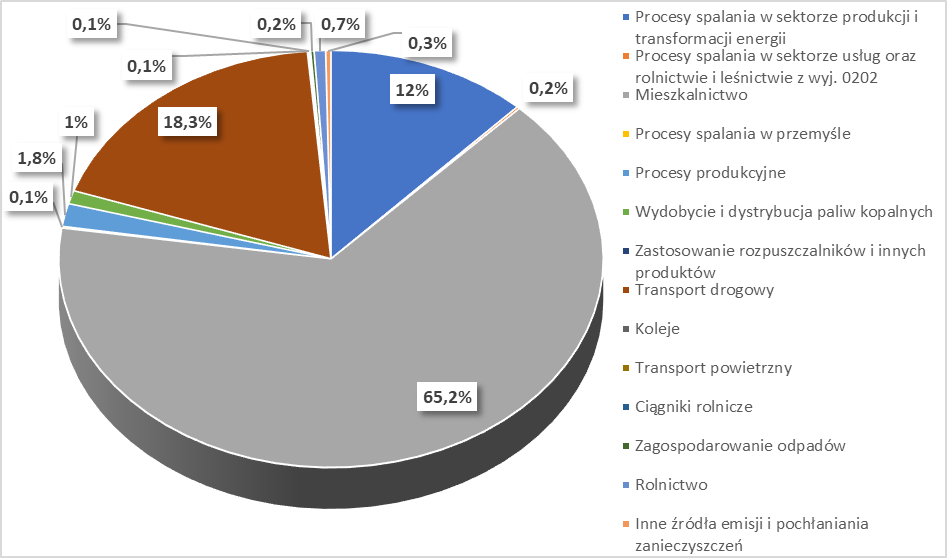 0,1%
0,2%
0,7%
0,3%
0,1%
12%
0,2%
18,3%
1%
1,8%
0,1%
65,2%
Procesy spalania w sektorze produkcji i
transformacji energii
Procesy spalania w sektorze usług oraz
rolnictwie i leśnictwie z wyj. 0202
Mieszkalnictwo
Procesy spalania w przemyśle
Procesy produkcyjne
Wydobycie i dystrybucja paliw kopalnych
Zastosowanie rozpuszczalników i innych
produktów
Transport drogowy
Koleje
Transport powietrzny
Ciągniki rolnicze
Zagospodarowanie odpadów
Rolnictwo
Inne źródła emisji i pochłaniania
zanieczyszczeń